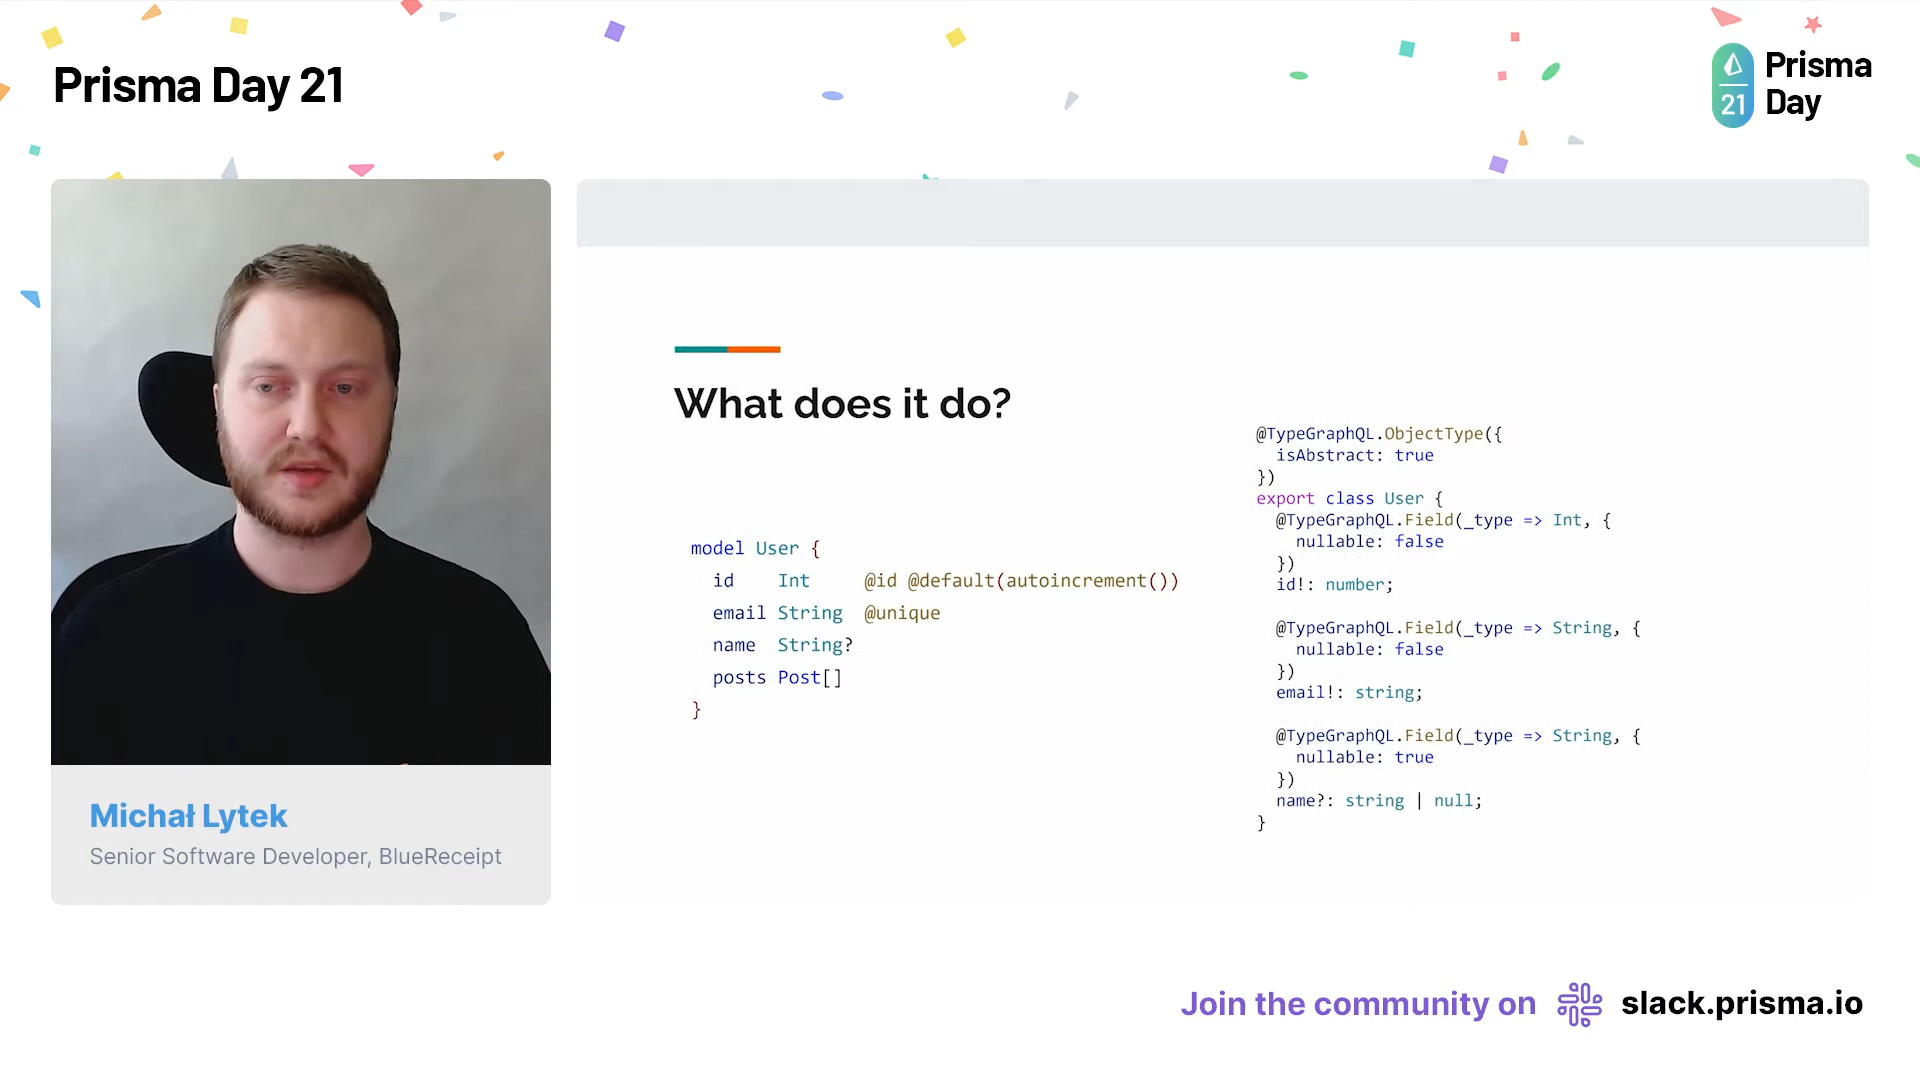 Prisma Day 21
21
Prisma
Day
What does it do?
model User {
id Int @id @default(autoincrement())
email String @unique
name String?
posts Post[]
}
@TypeGraphQL.ObjectType({
isAbstract: true
})
export class User {
@TypeGraphQL.Field(_type => Int, {
nullable: false
})
id!: number;
@TypeGraphQL.Field(_type => String, {
nullable: false
})
email!: string;
@TypeGraphQL.Field(_type => String, {
nullable: true
})
name?: string | null;
}
Michał Lytek
Senior Software Developer, BlueReceipt
Join the community on slack.prisma.io